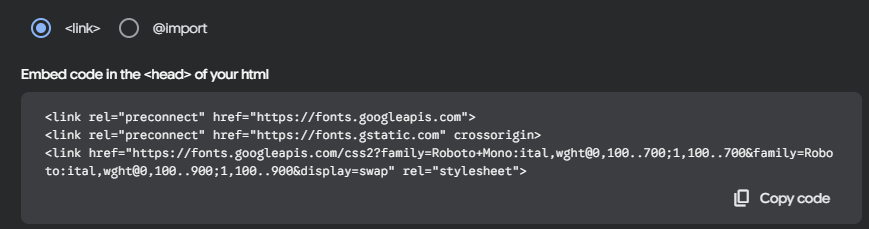 <link> @import
Embed code in the <head> of your html
<link rel="preconnect" href="https://fonts.googleapis.com">
<link rel="preconnect" href="https://fonts.gstatic.com" crossorigin>
<link href="https://fonts.googleapis.com/css2?family=Roboto+Mono:ital,wght@0,100..700;1,100..700&family=Robo
to:ital,wght@0,100..900;1,100..900&display=swap" rel="stylesheet">
Copy code